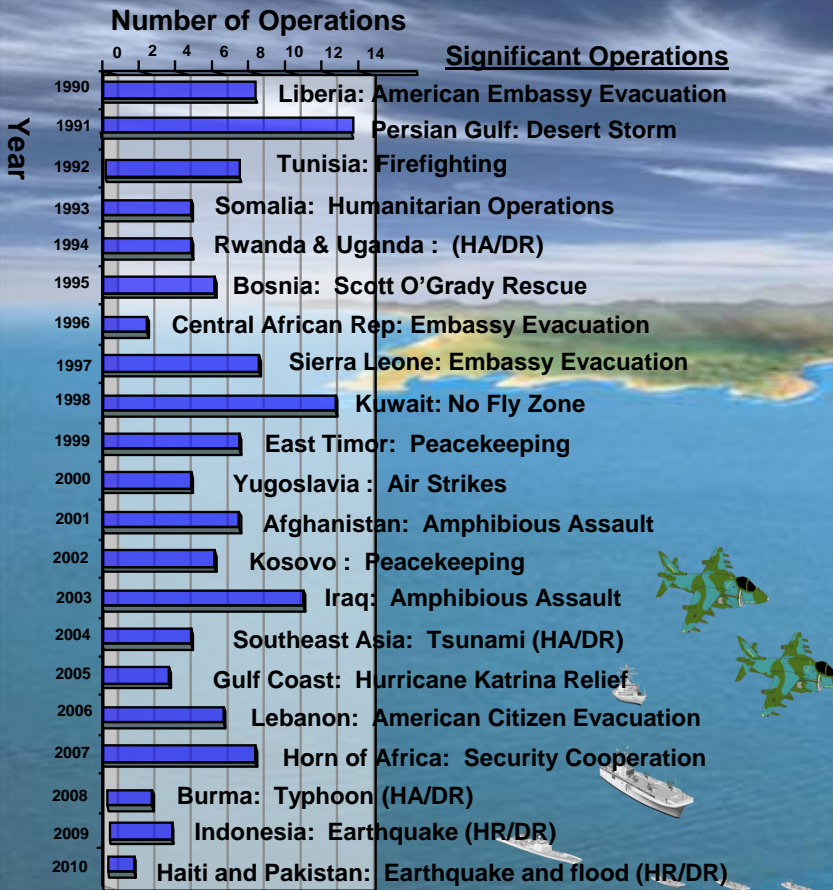 Number of Operations
0 2 4 6 8 10 12 14
Significant Operations
Year
1990 Liberia: American Embassy Evacuation
1991 Persian Gulf: Desert Storm
1992 Tunisia: Firefighting
1993 Somalia: Humanitarian Operations
1994 Rwanda & Uganda : (HA/DR)
1995 Bosnia: Scott O'Grady Rescue
1996 Central African Rep: Embassy Evacuation
1997 Sierra Leone: Embassy Evacuation
1998 Kuwait: No Fly Zone
1999 East Timor: Peacekeeping
2000 Yugoslavia : Air Strikes
2001 Afghanistan: Amphibious Assault
2002 Kosovo : Peacekeeping
2003 Iraq: Amphibious Assault
2004 Southeast Asia: Tsunami (HA/DR)
2005 Gulf Coast: Hurricane Katrina Relief
2006 Lebanon: American Citizen Evacuation
2007 Horn of Africa: Security Cooperation
2008 Burma: Typhoon (HA/DR)
2009 Indonesia: Earthquake (HR/DR)
2010 Haiti and Pakistan: Earthquake and flood (HR/DR)